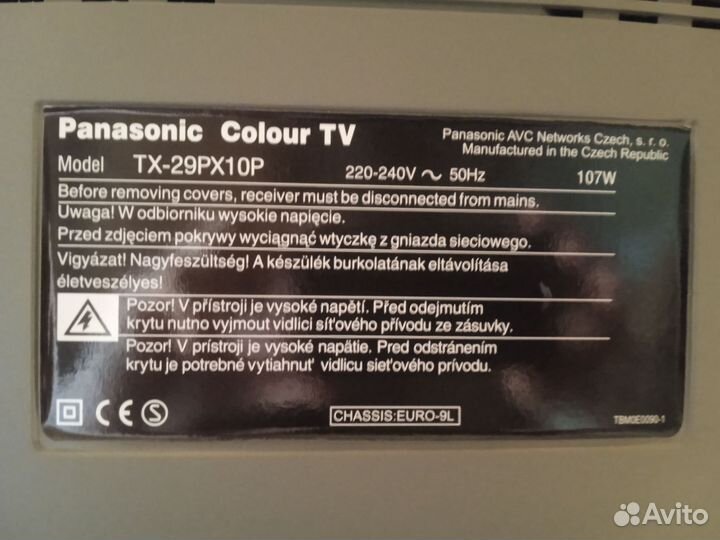 Panasonic Colour TV
Panasonic AVC Networks Czech, s. r. o.
Manufactured in the Czech Republic
Model TX-29PX10P 220-240V ~ 50Hz 107W
Before removing covers, receiver must be disconnected from mains.
Uwaga! W odbiorniku wysokie napięcie.
Przed zdjęciem pokrywy wyciągnąć wtyczkę z gniazda sieciowego.
Vigyázat! Nagyfeszültség! A készülék burkolatának eltávolítása
életveszélyes!
Pozor! V přístroji je vysoké napětí. Před odejmutím
krytu nutno vyjmout vidlici síťového přívodu ze zásuvky.
Pozor! V prístroji je vysoké napätie. Pred odstránením
krytu je potrebné vytiahnuť vidlicu sieťového prívodu.
CE S
CHASSIS:EURO-9L
TBM0E0090-1
Avito